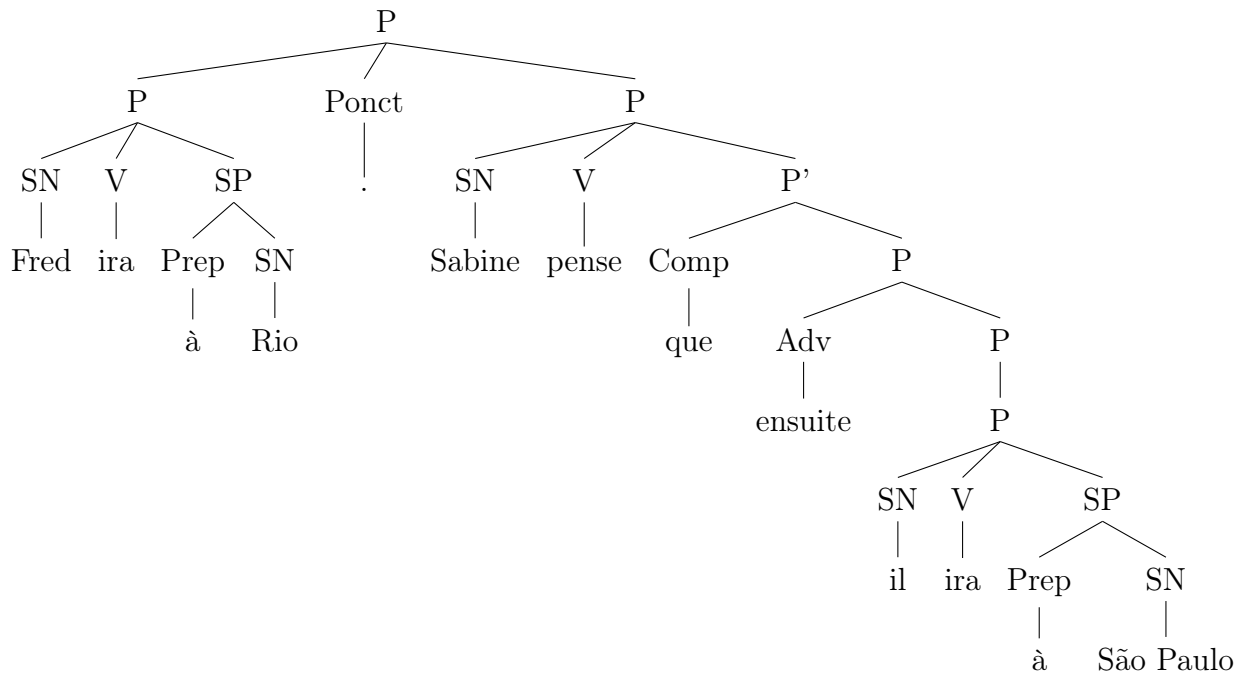 P
P Ponct P
SN V SP . SN V P'
Fred ira Prep SN Sabine pense Comp P
à Rio que Adv P
ensuite P
SN V SP
il ira Prep SN
à São Paulo